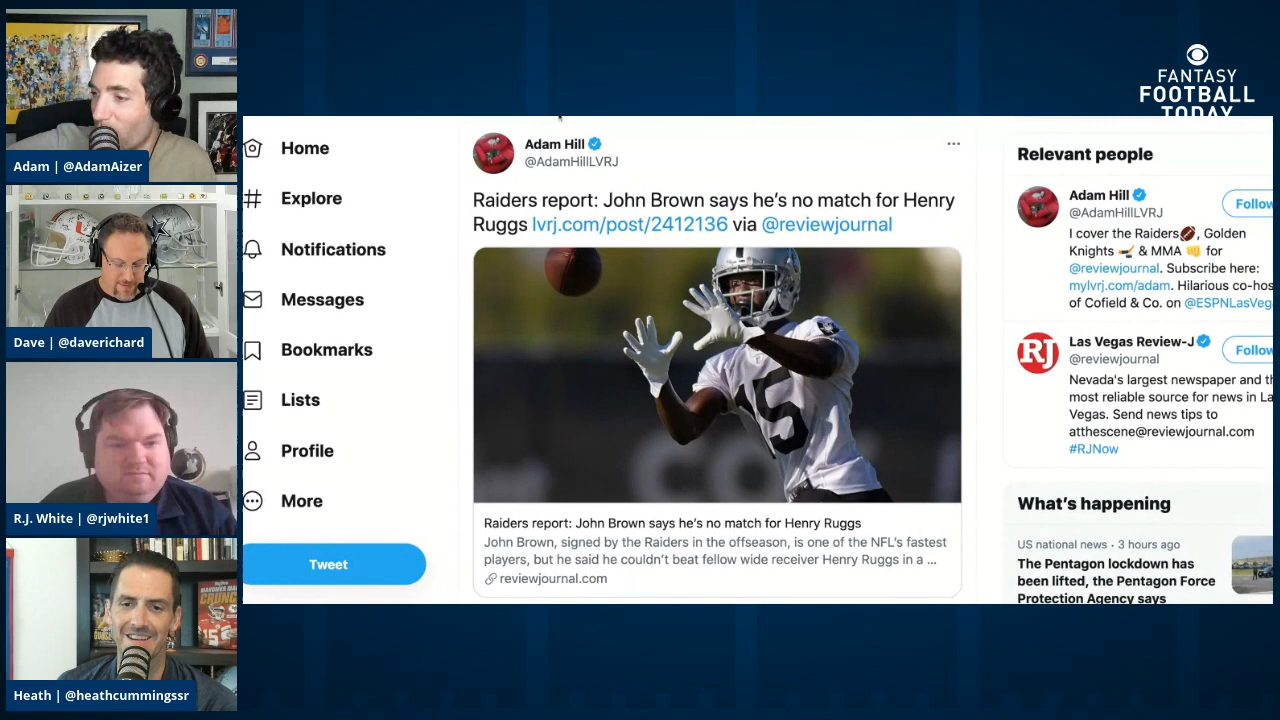 Adam | @AdamAizer
Dave | @daverichard
R.J. White | @rjwhite1
Heath | @heathcummingssr
FANTASY
FOOTBALL
TODAY
Home
Explore
Notifications
Messages
Bookmarks
Lists
Profile
More
Tweet
Adam Hill
@AdamHillLVRJ
Raiders report: John Brown says he’s no match for Henry
Ruggs lvrj.com/post/2412136 via @reviewjournal
15
Raiders report: John Brown says he’s no match for Henry Ruggs
John Brown, signed by the Raiders in the offseason, is one of the NFL’s fastest
players, but he said he couldn’t beat fellow wide receiver Henry Ruggs in a ...
reviewjournal.com
Relevant people
Adam Hill
@AdamHillLVRJ
Follow
I cover the Raiders🏈, Golden
Knights 🏒 & MMA 👊 for
@reviewjournal. Subscribe here:
mylvrj.com/adam. Hilarious co-hos
of Cofield & Co. on @ESPNLasVega
Las Vegas Review-J
@reviewjournal
Follow
Nevada's largest newspaper and th
most reliable source for news in La
Vegas. Send news tips to
atthescene@reviewjournal.com
#RJNow
What’s happening
US national news · 3 hours ago
The Pentagon lockdown has
been lifted, the Pentagon Force
Protection Agency says